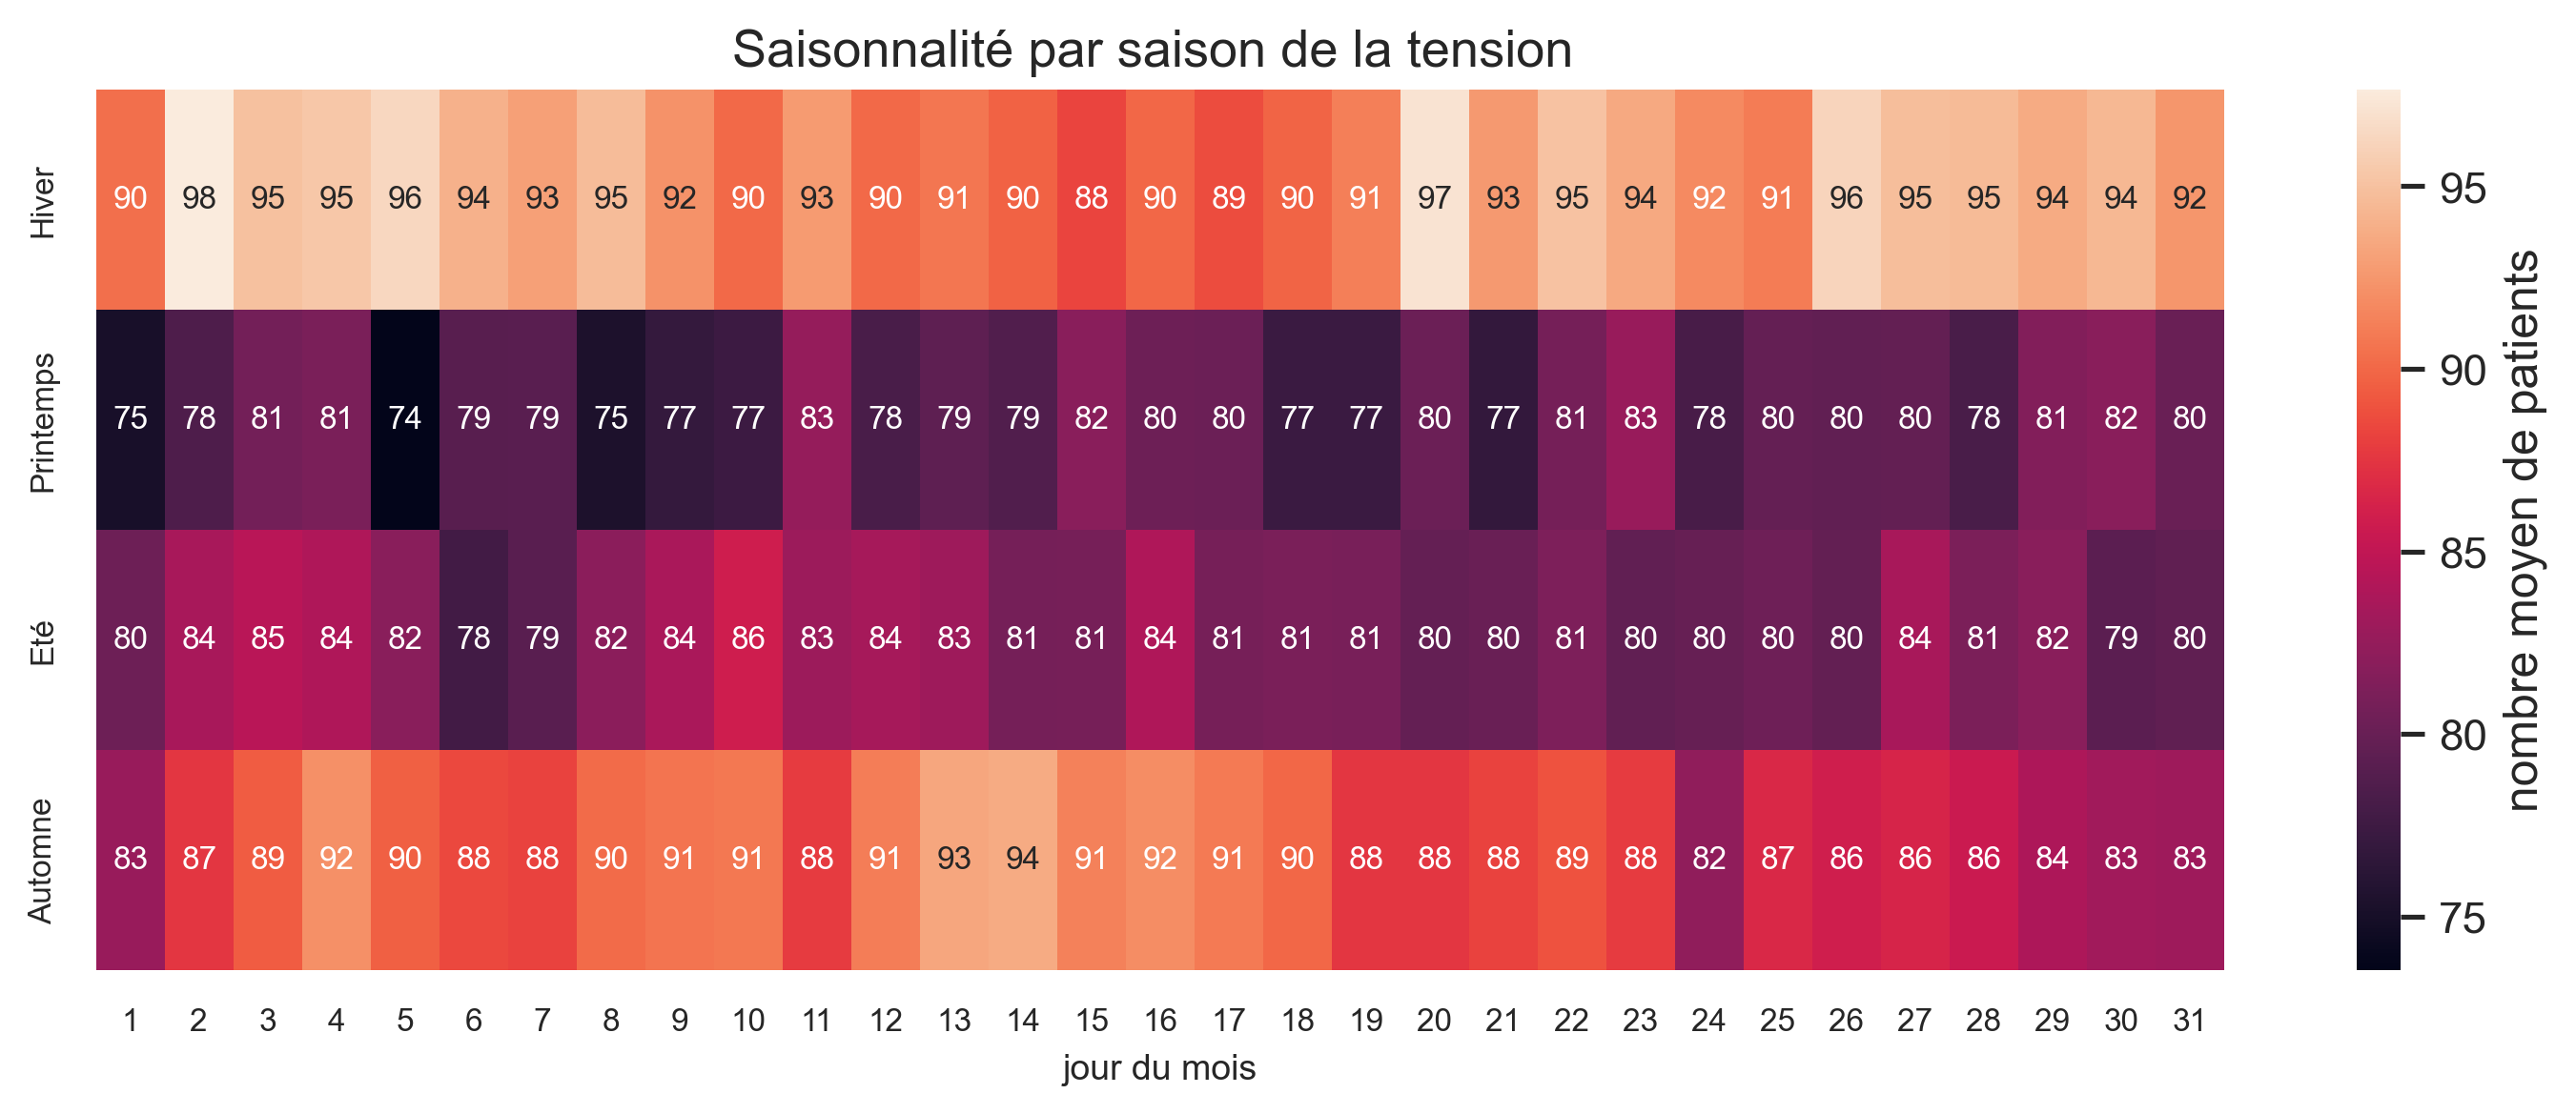 Saisonnalité par saison de la tension
Hiver
90 98 95 95 96 94 93 95 92 90 93 90 91 90 88 90 89 90 91 97 93 95 94 92 91 96 95 95 94 94 92
Printemps
75 78 81 81 74 79 79 75 77 77 83 78 79 79 82 80 80 77 77 80 77 81 83 78 80 80 80 78 81 82 80
Eté
80 84 85 84 82 78 79 82 84 86 83 84 83 81 81 84 81 81 81 80 80 81 80 80 80 80 84 81 82 79 80
Automne
83 87 89 92 90 88 88 90 91 91 88 91 93 94 91 92 91 90 88 88 88 89 88 82 87 86 86 86 84 83 83
1 2 3 4 5 6 7 8 9 10 11 12 13 14 15 16 17 18 19 20 21 22 23 24 25 26 27 28 29 30 31
jour du mois
95
90
85
80
75
nombre moyen de patients